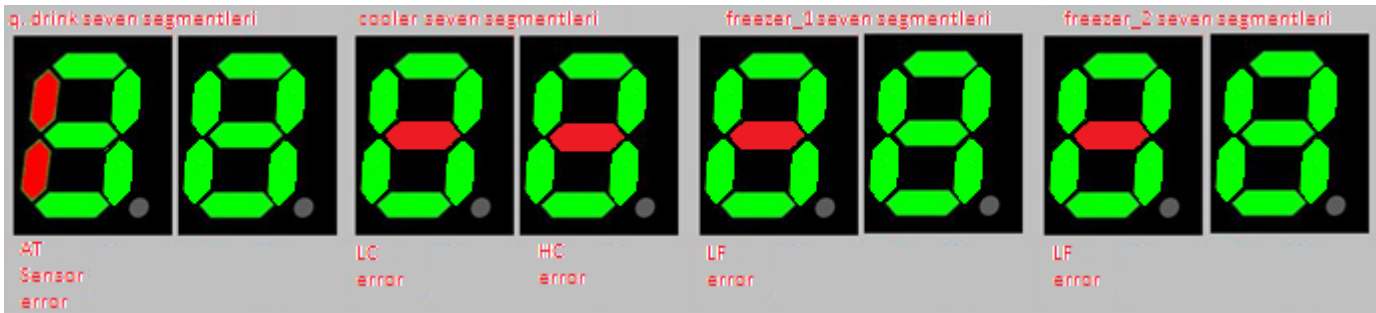 q. drink seven segmentleri
cooler seven segmentleri
freezer_1 seven segmentleri
freezer_2 seven segmentleri
AT
Sensor
error
LC
error
HC
error
LF
error
LF
error